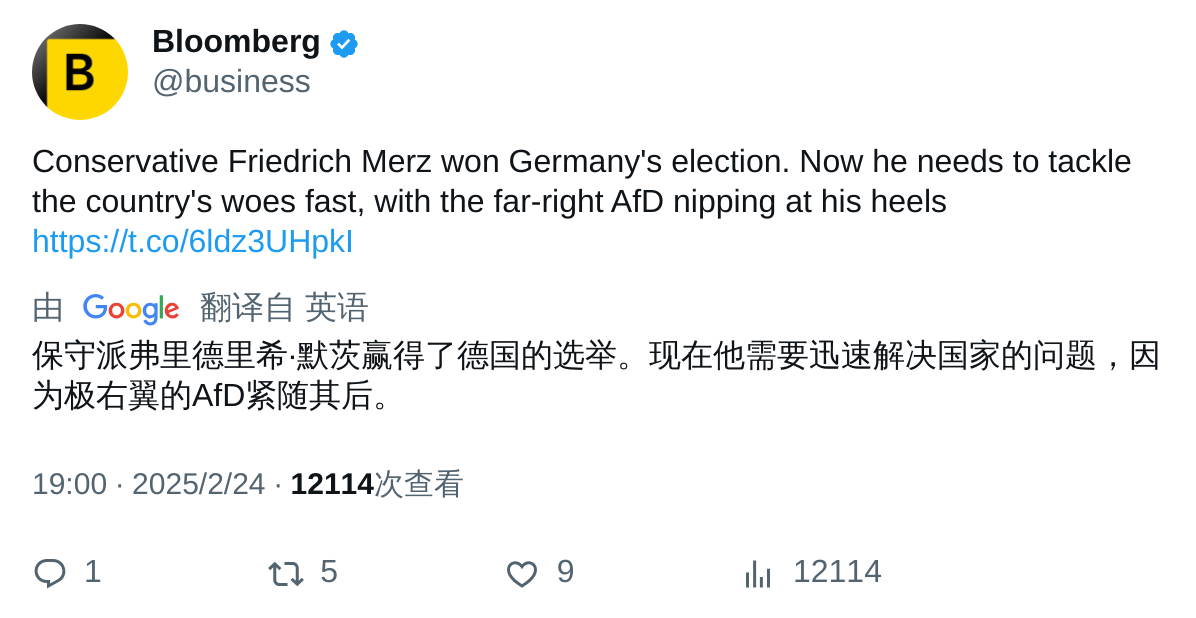 B
Bloomberg
@business
Conservative Friedrich Merz won Germany's election. Now he needs to tackle
the country's woes fast, with the far-right AfD nipping at his heels
https://t.co/6ldz3UHpkI
由 Google 翻译自 英语
保守派弗里德里希·默茨赢得了德国的选举。现在他需要迅速解决国家的问题，因
为极右翼的AfD紧随其后。
19:00 · 2025/2/24 · 12114次查看
1 5 9 12114